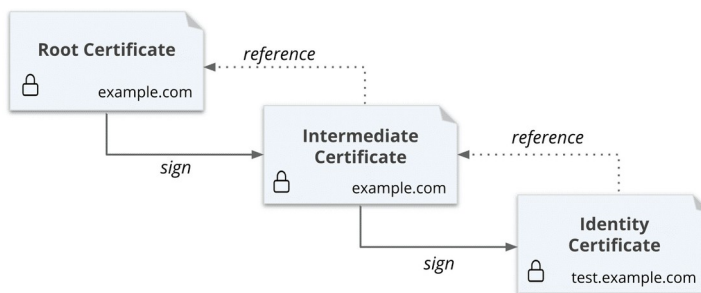 Root Certificate
example.com
reference
sign
Intermediate
Certificate
example.com
reference
sign
Identity
Certificate
test.example.com